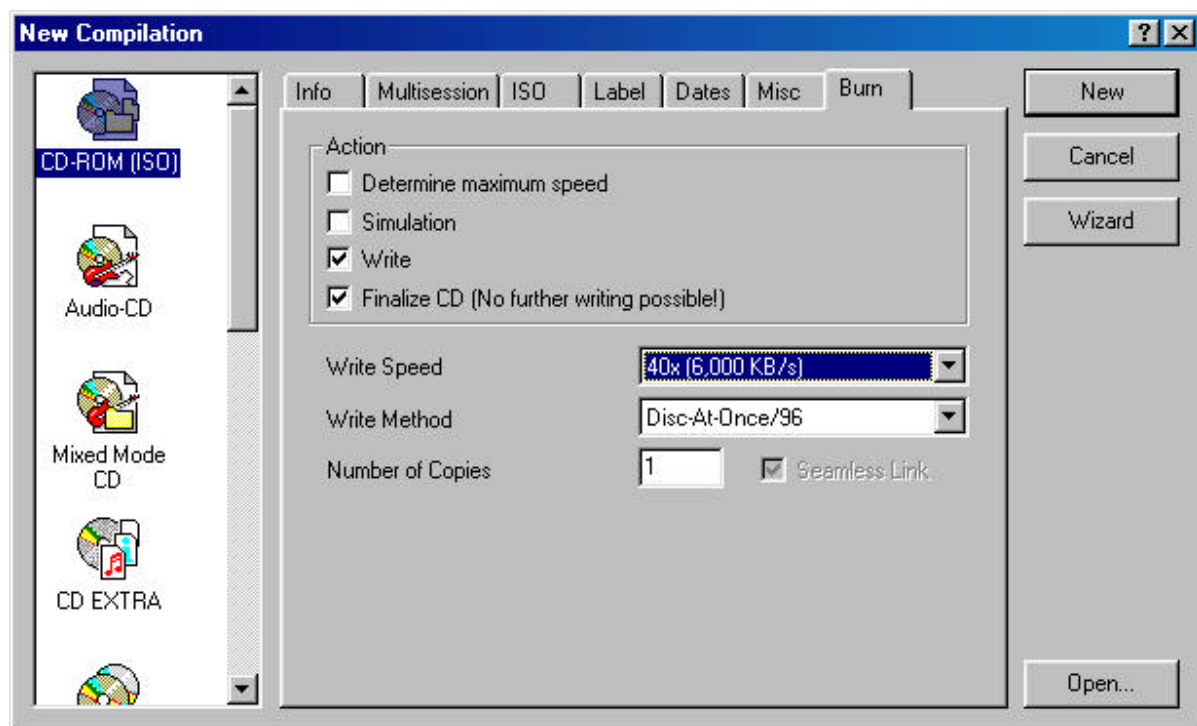 New Compilation
CD-ROM (ISO)
Audio-CD
Mixed Mode
CD
CD EXTRA
Info Multisession ISO Label Dates Misc Burn
Action
Determine maximum speed
Simulation
Write
Finalize CD (No further writing possible!)
Write Speed 40x (6,000 KB/s)
Write Method Disc-At-Once/96
Number of Copies 1 Seamless Link
New
Cancel
Wizard
Open...